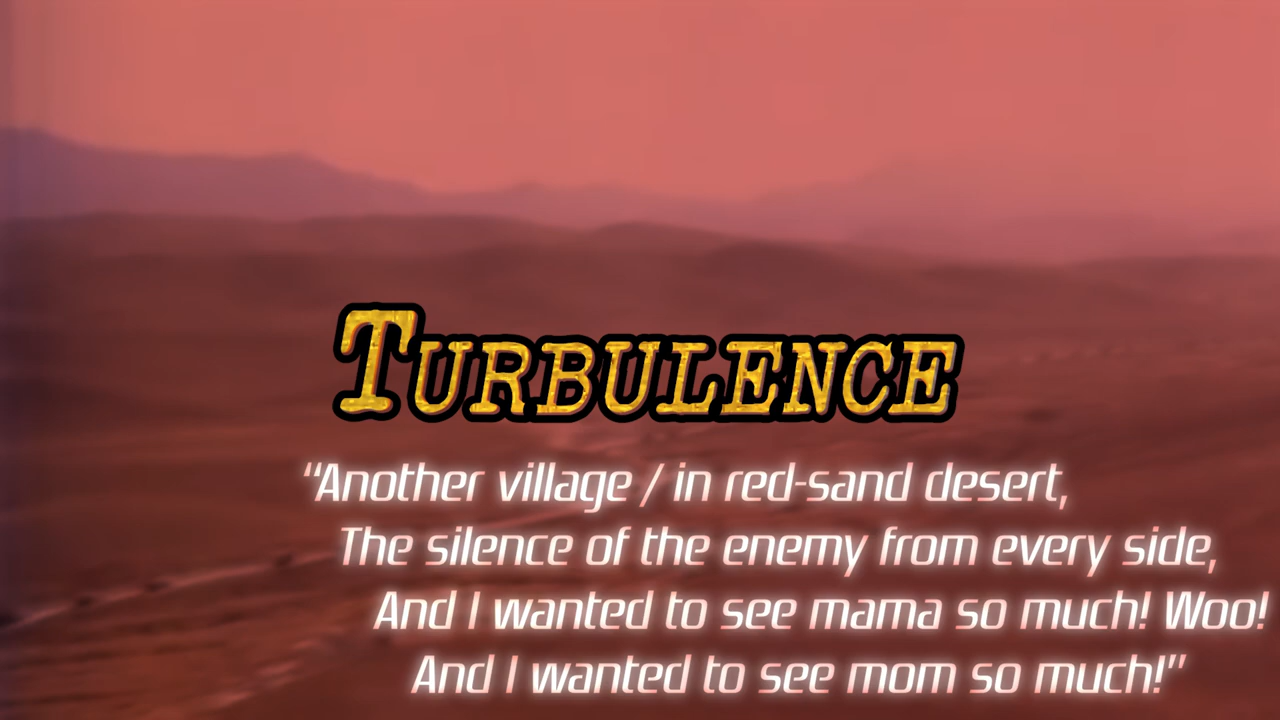 TURBULENCE
“Another village / in red-sand desert,
The silence of the enemy from every side,
And I wanted to see mama so much! Woo!
And I wanted to see mom so much!”